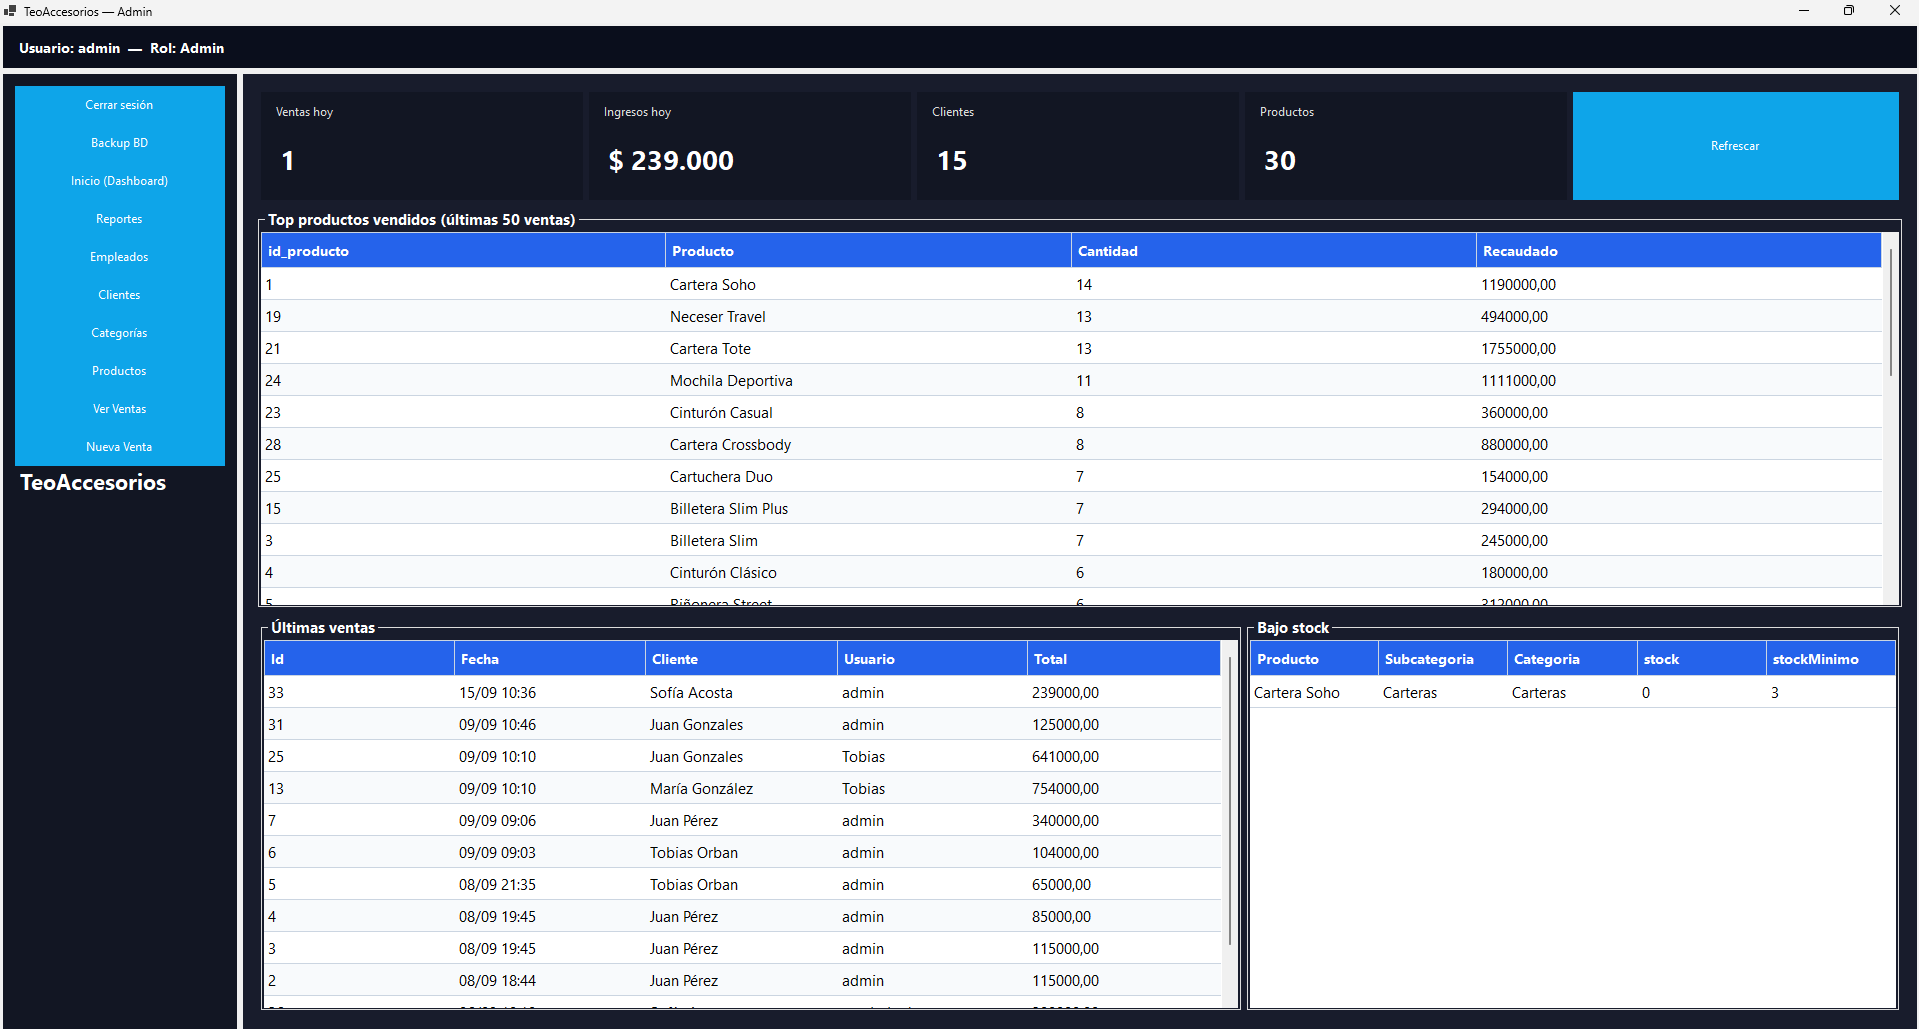 TeoAccesorios — Admin
Usuario: admin — Rol: Admin
Cerrar sesión
Backup BD
Inicio (Dashboard)
Reportes
Empleados
Clientes
Categorías
Productos
Ver Ventas
Nueva Venta
TeoAccesorios
Ventas hoy
1
Ingresos hoy
$ 239.000
Clientes
15
Productos
30
Refrescar
Top productos vendidos (últimas 50 ventas)
id_producto Producto Cantidad Recaudado
1 Cartera Soho 14 1190000,00
19 Neceser Travel 13 494000,00
21 Cartera Tote 13 1755000,00
24 Mochila Deportiva 11 1111000,00
23 Cinturón Casual 8 360000,00
28 Cartera Crossbody 8 880000,00
25 Cartuchera Duo 7 154000,00
15 Billetera Slim Plus 7 294000,00
3 Billetera Slim 7 245000,00
4 Cinturón Clásico 6 180000,00
5 Riñonera Street 6 312000,00
Últimas ventas
Id Fecha Cliente Usuario Total
33 15/09 10:36 Sofía Acosta admin 239000,00
31 09/09 10:46 Juan Gonzales admin 125000,00
25 09/09 10:10 Juan Gonzales Tobias 641000,00
13 09/09 10:10 María González Tobias 754000,00
7 09/09 09:06 Juan Pérez admin 340000,00
6 09/09 09:03 Tobias Orban admin 104000,00
5 08/09 21:35 Tobias Orban admin 65000,00
4 08/09 19:45 Juan Pérez admin 85000,00
3 08/09 19:45 Juan Pérez admin 115000,00
2 08/09 18:44 Juan Pérez admin 115000,00
Bajo stock
Producto Subcategoria Categoria stock stockMinimo
Cartera Soho Carteras Carteras 0 3